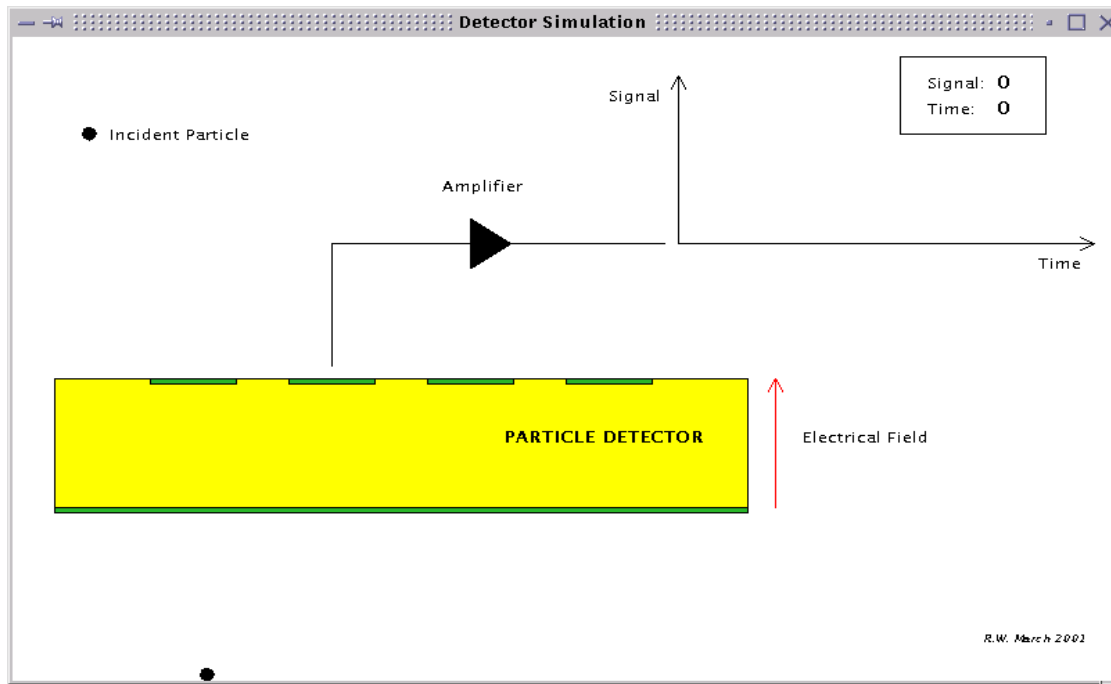 Detector Simulation
Signal: 0
Time: 0
Signal
Incident Particle
Amplifier
Time
PARTICLE DETECTOR
Electrical Field
R.W. March 2001